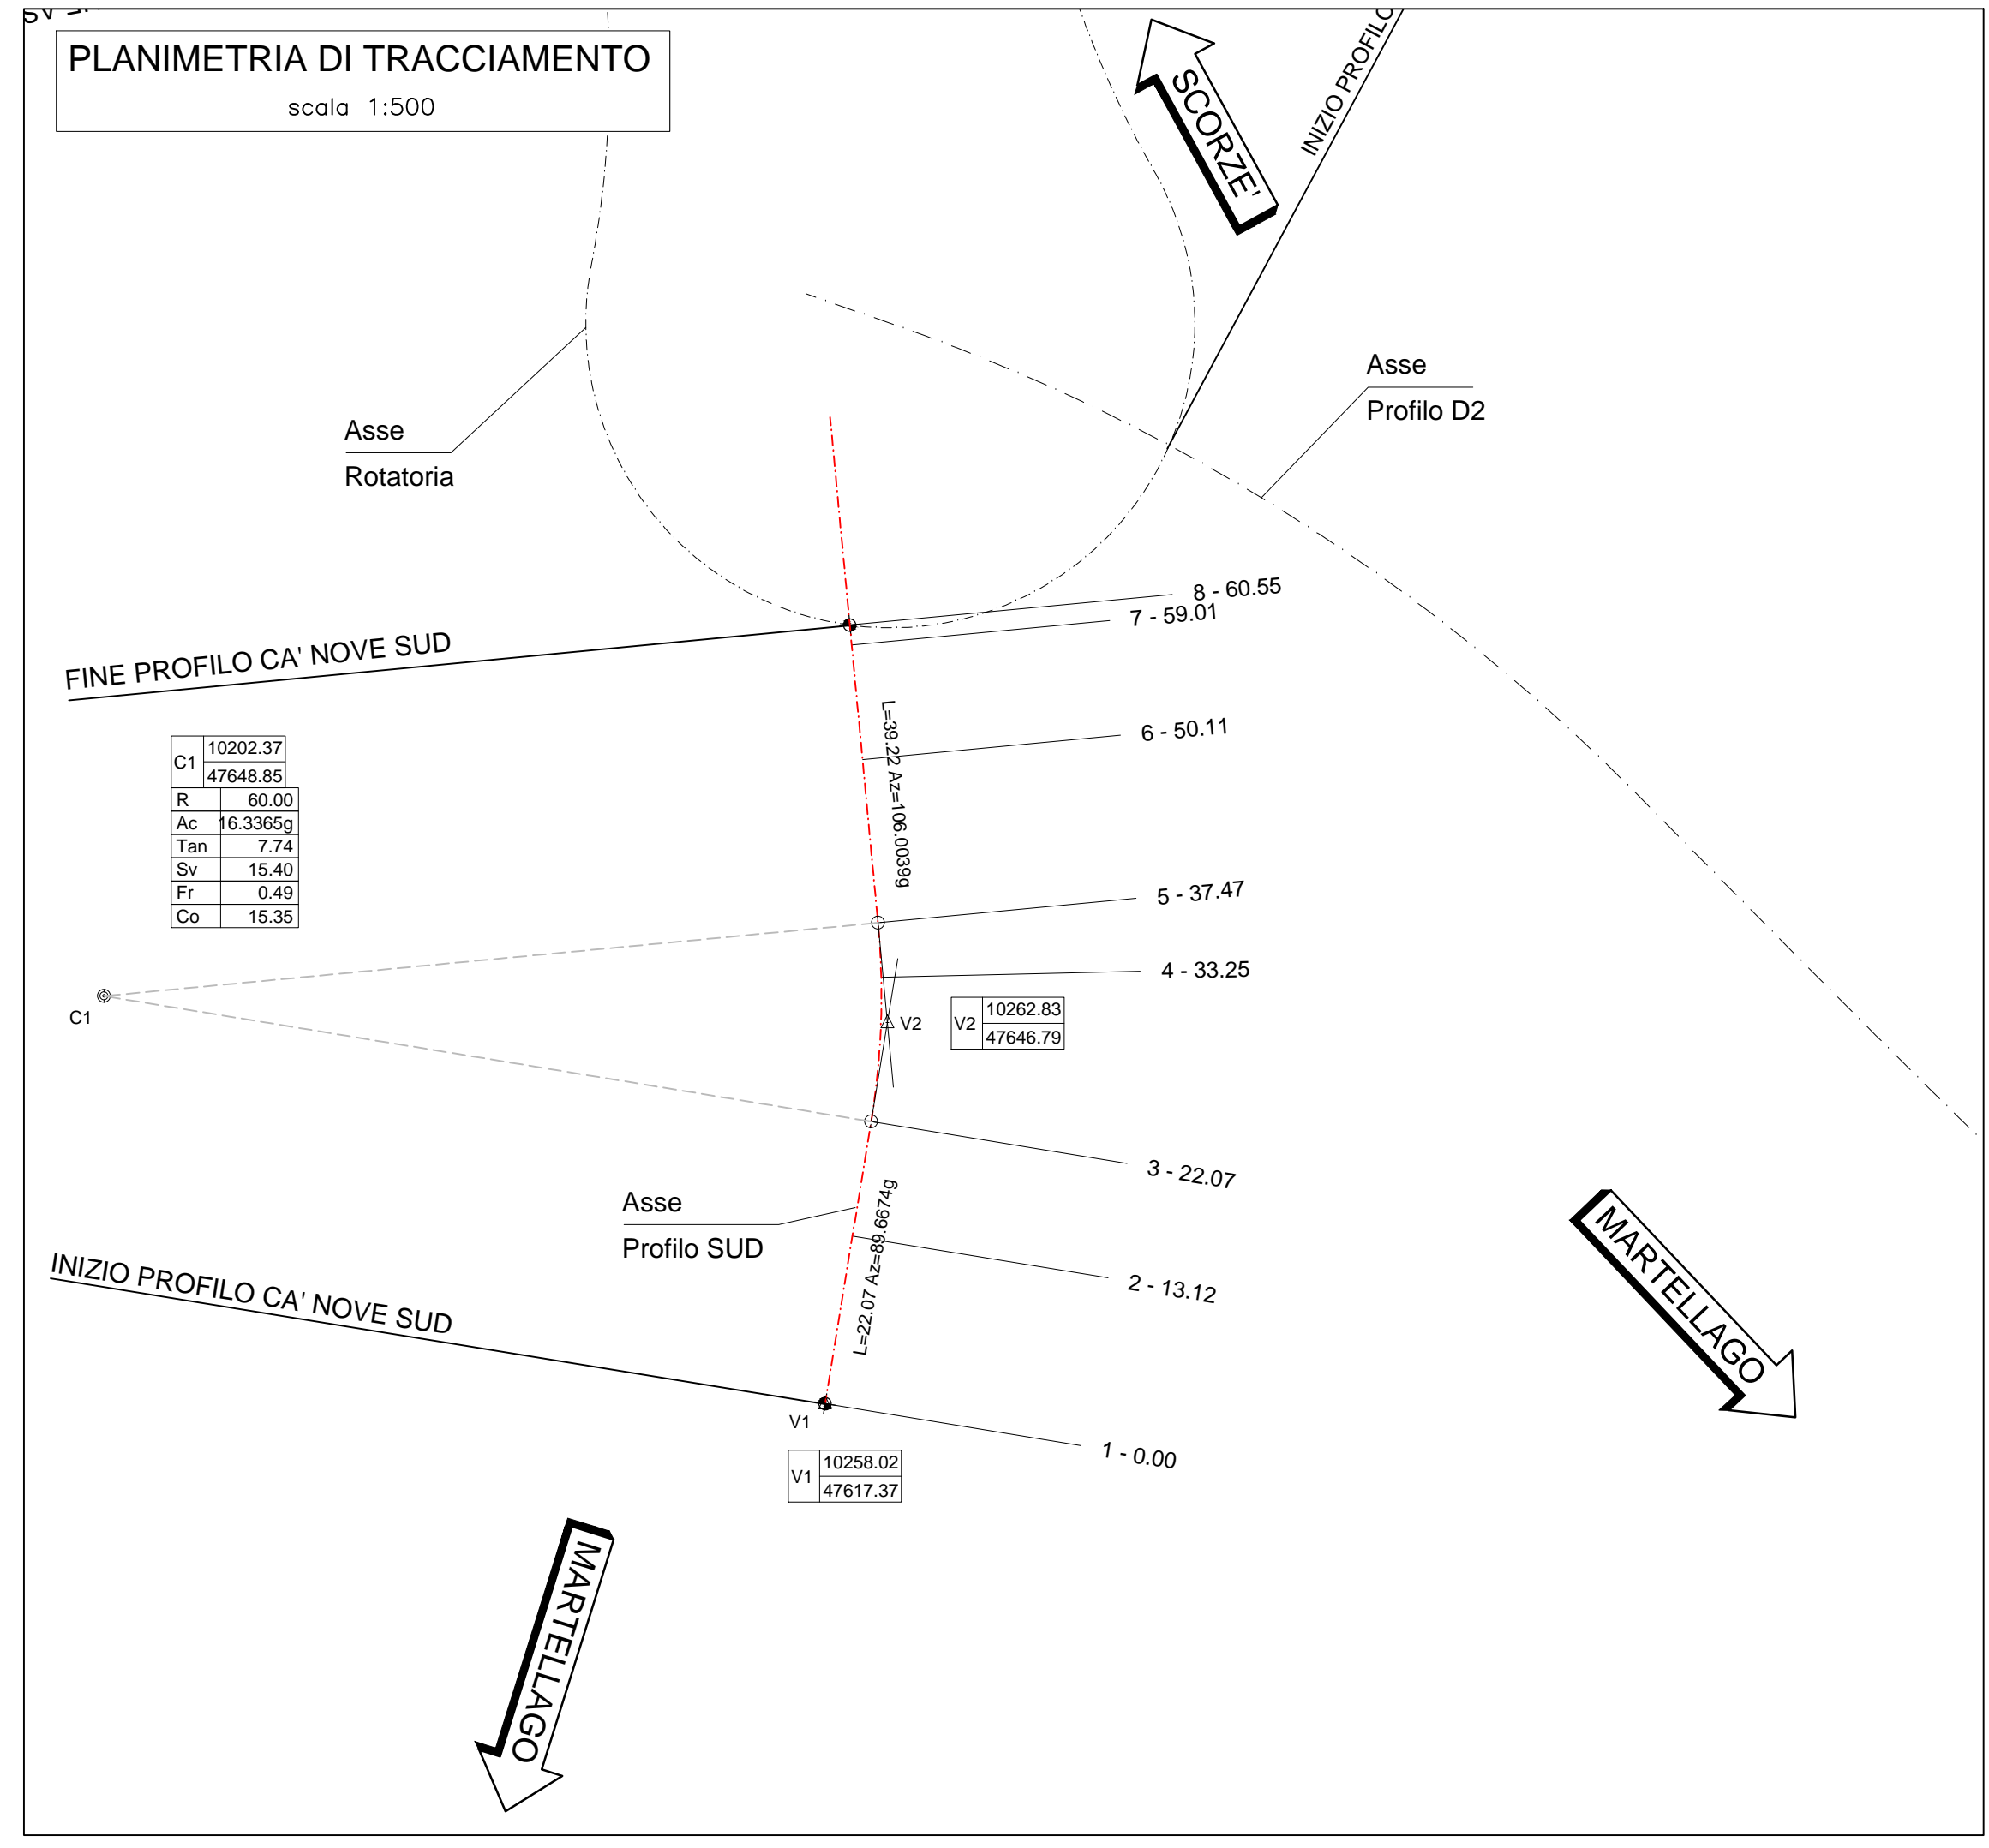 PLANIMETRIA DI TRACCIAMENTO
scala 1:500
SCORZE'
INIZIO PROFILO
Asse
Profilo D2
Asse
Rotatoria
8 - 60.55
7 - 59.01
FINE PROFILO CA' NOVE SUD
6 - 50.11
L=39.22 Az=106.0039g
C1 10202.37
47648.85
R 60.00
Ac 16.3365g
Tan 7.74
Sv 15.40
Fr 0.49
Co 15.35
5 - 37.47
4 - 33.25
C1
V2
V2 10262.83
47646.79
3 - 22.07
Asse
Profilo SUD
L=22.07 Az=89.6674g
2 - 13.12
INIZIO PROFILO CA' NOVE SUD
MARTELLAGO
V1
1 - 0.00
V1 10258.02
47617.37
MARTELLAGO